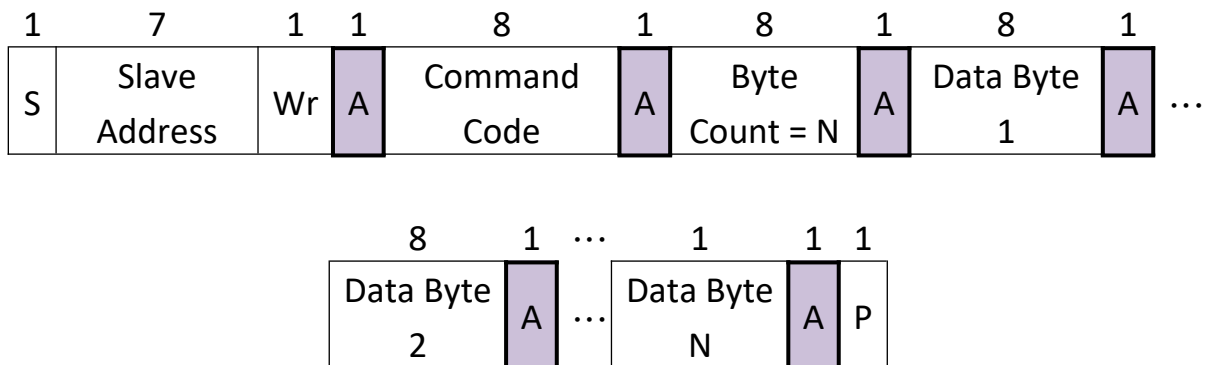 1 7 1 1 8 1 8 1 8 1
S Slave Address Wr A Command Code A Byte Count = N A Data Byte 1 A ...
8 1 ... 1 1 1
Data Byte 2 A ... Data Byte N A P